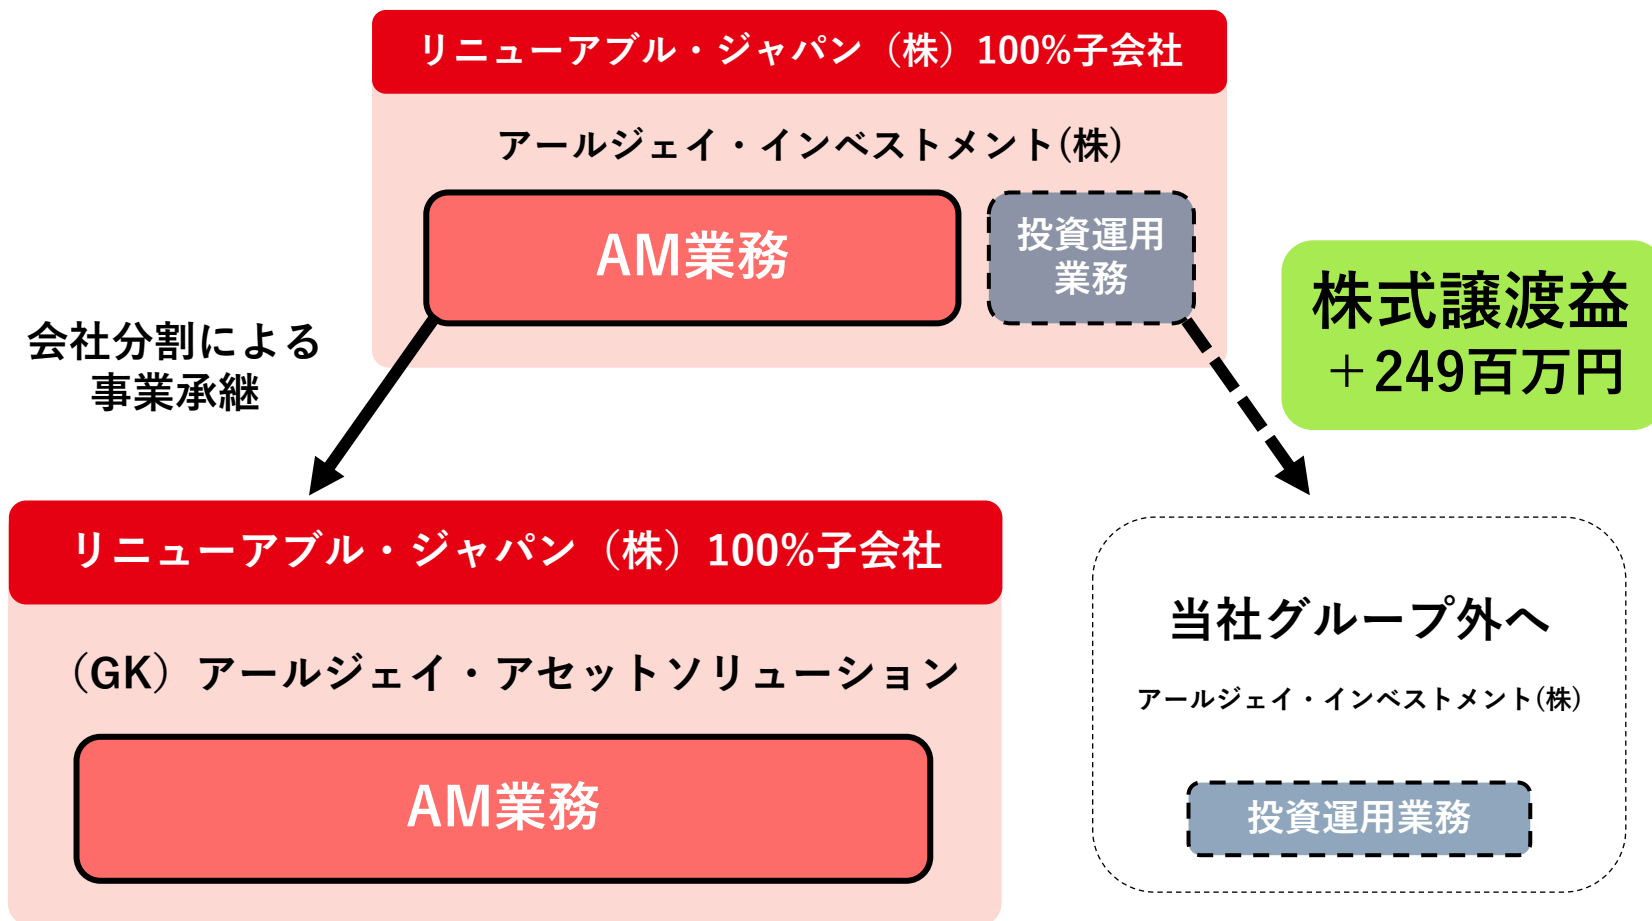 リニューアブル・ジャパン（株）100%子会社
アールジェイ・インベストメント(株)
AM業務
投資運用
業務
株式譲渡益
＋249百万円
会社分割による
事業承継
リニューアブル・ジャパン（株）100%子会社
（GK）アールジェイ・アセットソリューション
AM業務
当社グループ外へ
アールジェイ・インベストメント(株)
投資運用業務